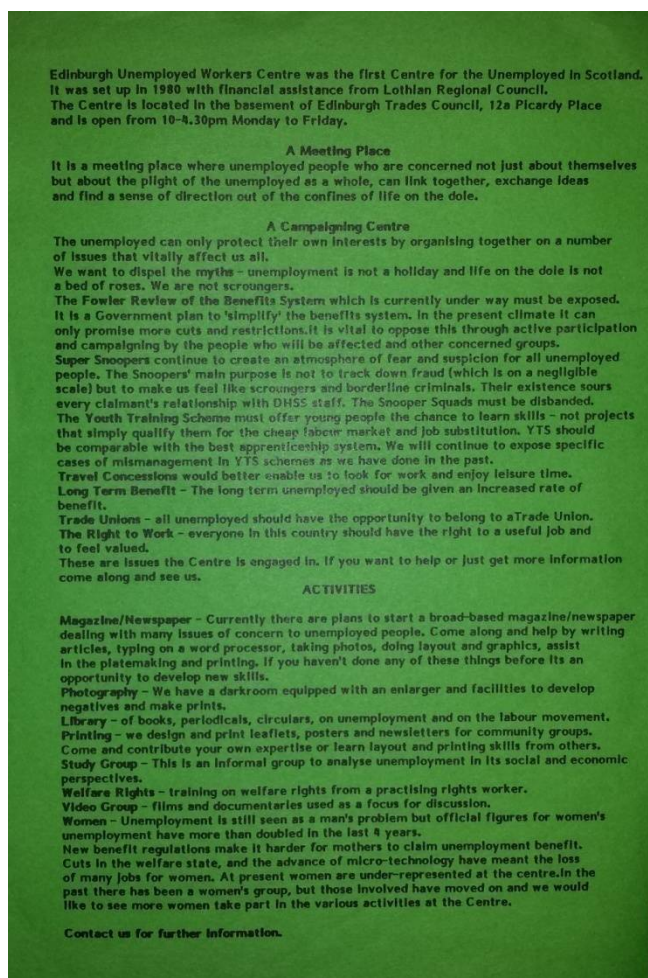 Edinburgh Unemployed Workers Centre was the first Centre for the Unemployed in Scotland.
It was set up in 1980 with financial assistance from Lothian Regional Council.
The Centre is located in the basement of Edinburgh Trades Council, 12a Picardy Place
and is open from 10-4.30pm Monday to Friday.
A Meeting Place
It is a meeting place where unemployed people who are concerned not just about themselves
but about the plight of the unemployed as a whole, can link together, exchange ideas
and find a sense of direction out of the confines of life on the dole.
A Campaigning Centre
The unemployed can only protect their own interests by organising together on a number
of issues that vitally affect us all.
We want to dispel the myths - unemployment is not a holiday and life on the dole is not
a bed of roses. We are not scroungers.
The Fowler Review of the Benefits System which is currently under way must be exposed.
It is a Government plan to 'simplify' the benefits system. In the present climate it can
only promise more cuts and restrictions.It is vital to oppose this through active participation
and campaigning by the people who will be affected and other concerned groups.
Super Snoopers continue to create an atmosphere of fear and suspicion for all unemployed
people. The Snoopers' main purpose is not to track down fraud (which is on a negligible
scale) but to make us feel like scroungers and borderline criminals. Their existence sours
every claimant's relationship with DHSS staff. The Snooper Squads must be disbanded.
The Youth Training Scheme must offer young people the chance to learn skills - not projects
that simply qualify them for the cheap labour market and job substitution. YTS should
be comparable with the best apprenticeship system. We will continue to expose specific
cases of mismanagement in YTS schemes as we have done in the past.
Travel Concessions would better enable us to look for work and enjoy leisure time.
Long Term Benefit - The long term unemployed should be given an increased rate of
benefit.
Trade Unions - all unemployed should have the opportunity to belong to aTrade Union.
The Right to Work - everyone in this country should have the right to a useful job and
to feel valued.
These are issues the Centre is engaged in. If you want to help or just get more information
come along and see us.
ACTIVITIES
Magazine/Newspaper - Currently there are plans to start a broad-based magazine/newspaper
dealing with many issues of concern to unemployed people. Come along and help by writing
articles, typing on a word processor, taking photos, doing layout and graphics, assist
in the platemaking and printing. If you haven't done any of these things before its an
opportunity to develop new skills.
Photography - We have a darkroom equipped with an enlarger and facilities to develop
negatives and make prints.
Library - of books, periodicals, circulars, on unemployment and on the labour movement.
Printing - we design and print leaflets, posters and newsletters for community groups.
Come and contribute your own expertise or learn layout and printing skills from others.
Study Group - This is an informal group to analyse unemployment in its social and economic
perspectives.
Welfare Rights - training on welfare rights from a practising rights worker.
Video Group - films and documentaries used as a focus for discussion.
Women - Unemployment is still seen as a man's problem but official figures for women's
unemployment have more than doubled in the last 4 years.
New benefit regulations make it harder for mothers to claim unemployment benefit.
Cuts in the welfare state, and the advance of micro-technology have meant the loss
of many jobs for women. At present women are under-represented at the centre.In the
past there has been a women's group, but those involved have moved on and we would
like to see more women take part in the various activities at the Centre.
Contact us for further information.